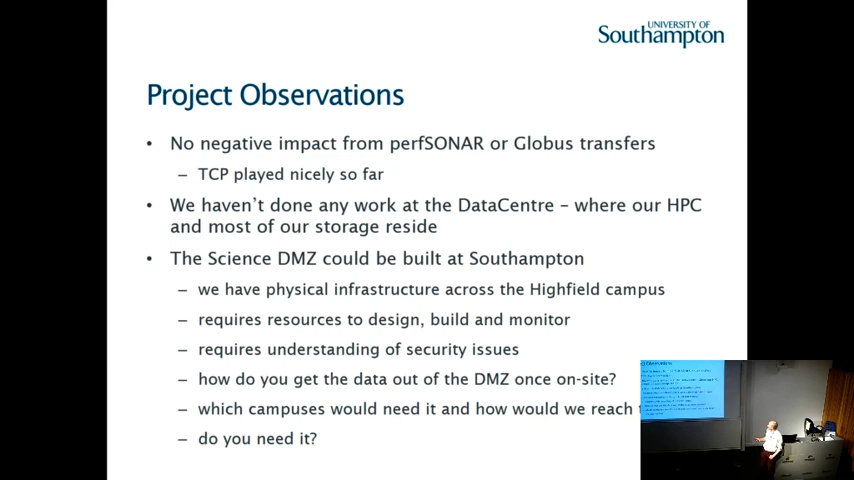 UNIVERSITY OF
Southampton
Project Observations
• No negative impact from perfSONAR or Globus transfers
– TCP played nicely so far
• We haven't done any work at the DataCentre – where our HPC
and most of our storage reside
• The Science DMZ could be built at Southampton
– we have physical infrastructure across the Highfield campus
– requires resources to design, build and monitor
– requires understanding of security issues
– how do you get the data out of the DMZ once on-site?
– which campuses would need it and how would we reach
– do you need it?